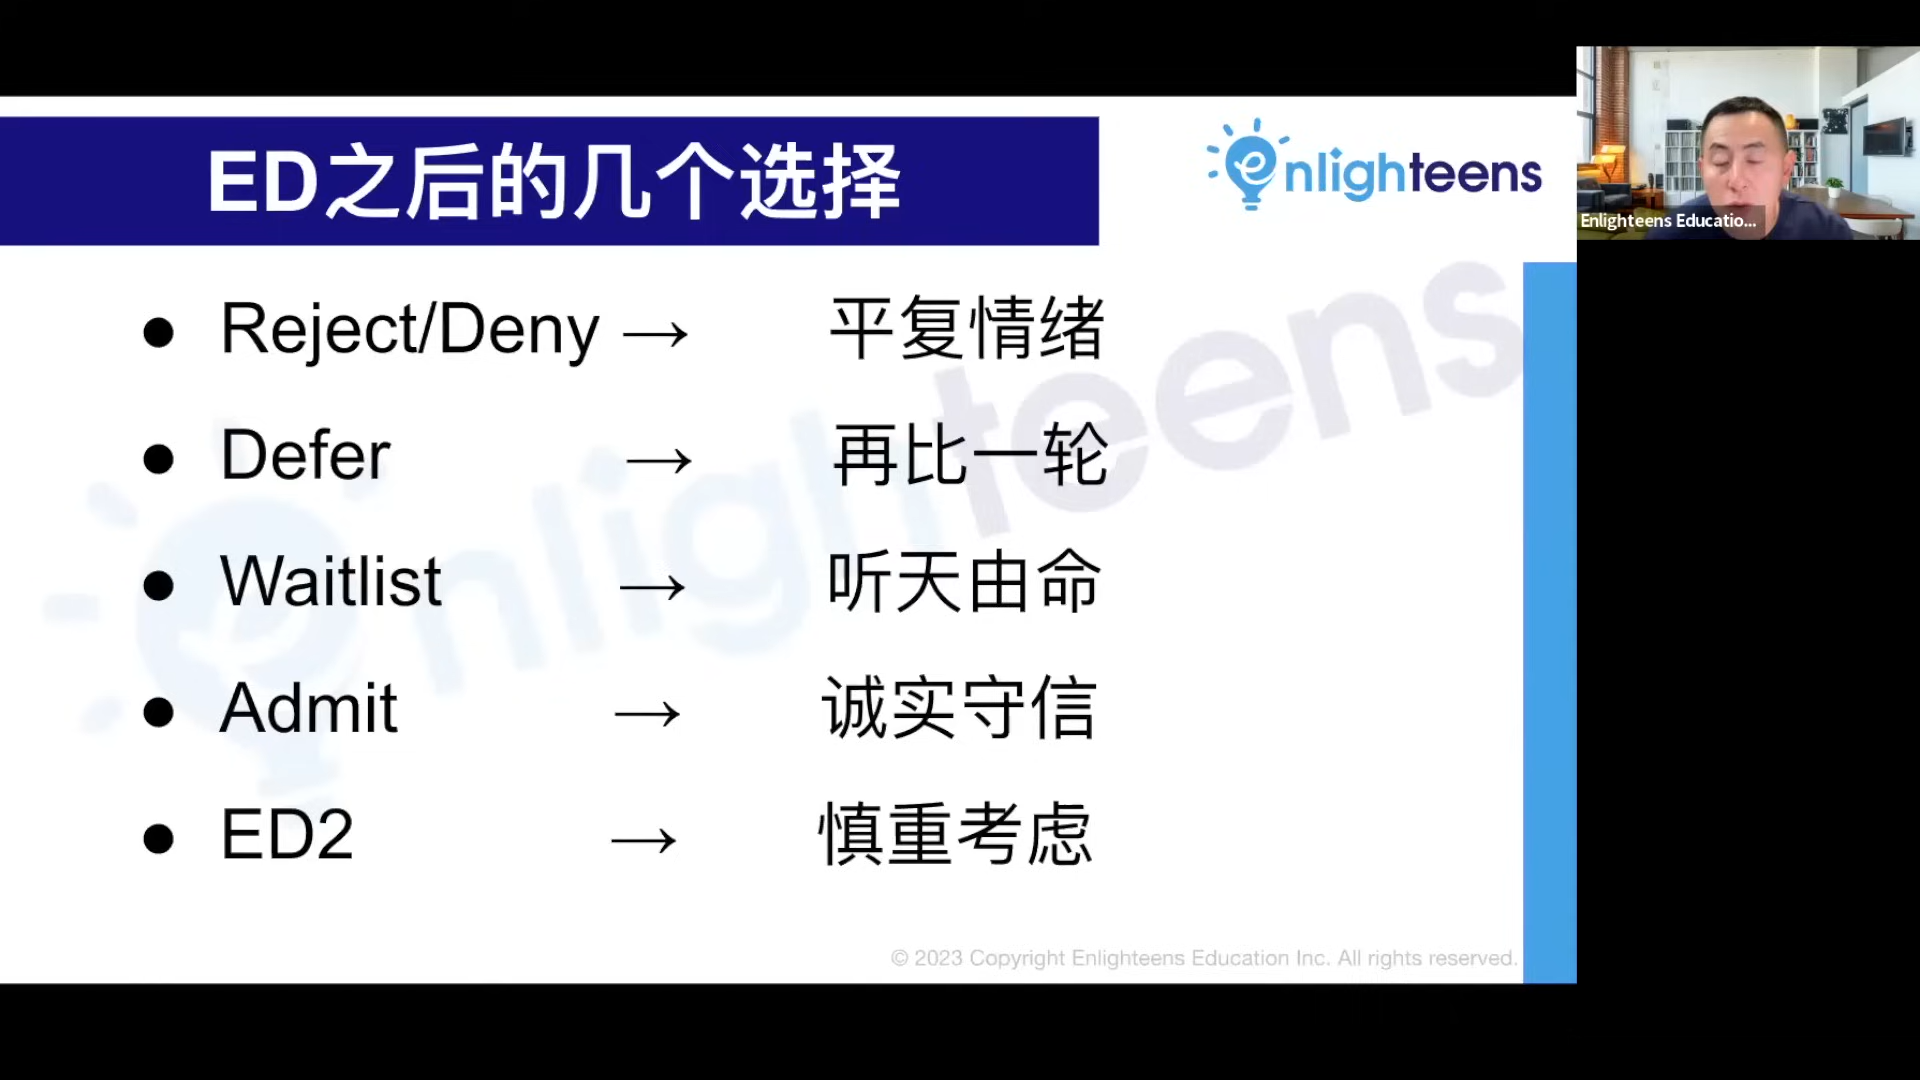 ED之后的几个选择
enlighteens
Enlighteens Educatio...
● Reject/Deny → 平复情绪
● Defer → 再比一轮
● Waitlist → 听天由命
● Admit → 诚实守信
● ED2 → 慎重考虑
enlighteens
© 2023 Copyright Enlighteens Education Inc. All rights reserved.